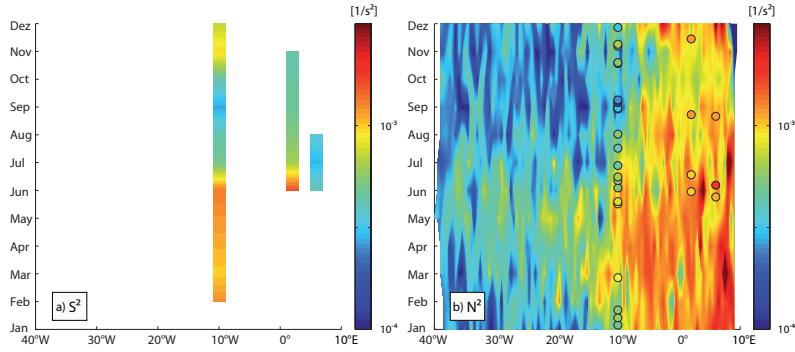 [1/s²]
[1/s²]
Dez
Nov
Oct
Sep
Aug
Jul
Jun
May
Apr
Mar
Feb
Jan
40°W
30°W
20°W
10°W
0°
10°E
a) S²
10⁻³
10⁻⁴
Dez
Nov
Oct
Sep
Aug
Jul
Jun
May
Apr
Mar
Feb
Jan
40°W
30°W
20°W
10°W
0°
10°E
b) N²
10⁻³
10⁻⁴